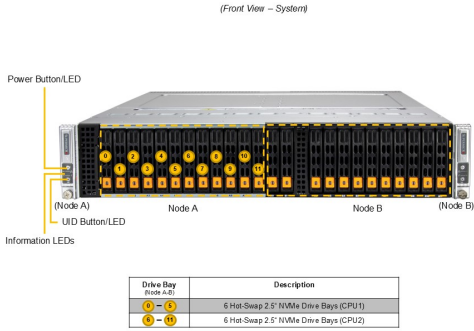 (Front View – System)
Power Button/LED
0 2 4 6 8 10
1 3 5 7 9 11
(Node A)
Node A
Node B
(Node B)
UID Button/LED
Information LEDs
Drive Bay
(Node A-B)
Description
0 – 5
6 Hot-Swap 2.5" NVMe Drive Bays (CPU1)
6 – 11
6 Hot-Swap 2.5" NVMe Drive Bays (CPU2)